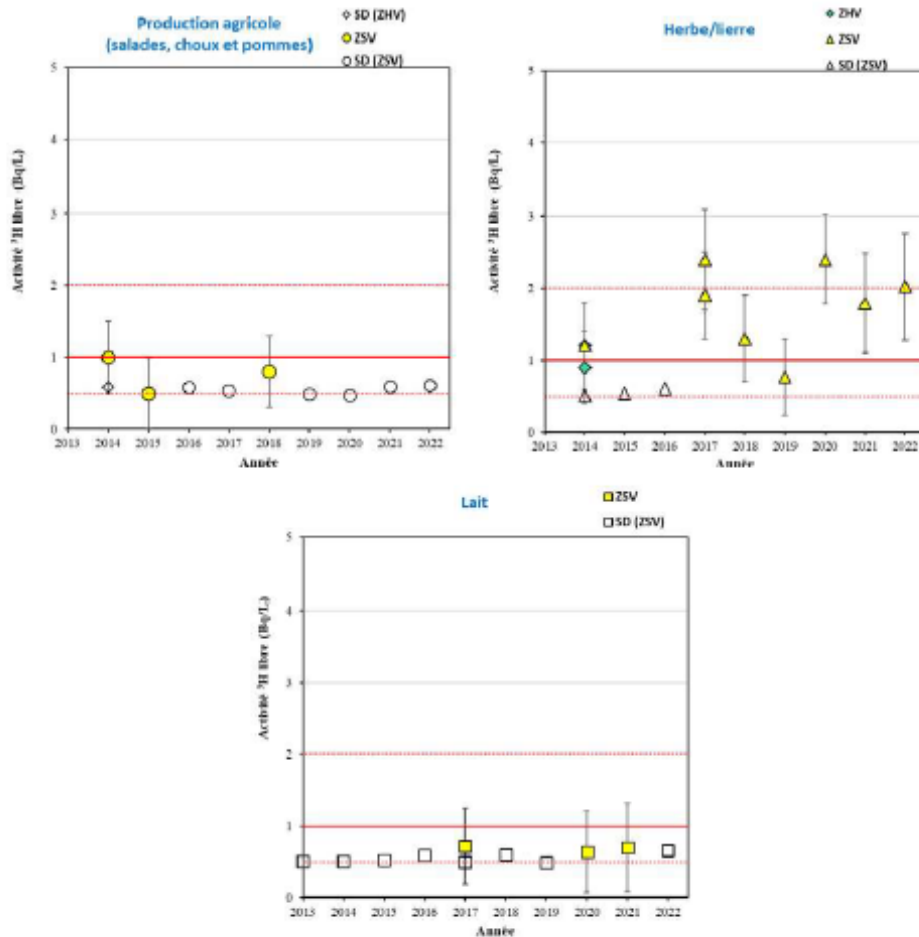 Production agricole
(salades, choux et pommes)
SD (ZHV)
ZSV
SD (ZSV)
Activité ³H libre (Bq/L)
5
4
3
2
1
0
2013 2014 2015 2016 2017 2018 2019 2020 2021 2022
Année
Herbe/lierre
ZHV
ZSV
SD (ZSV)
Activité ³H libre (Bq/L)
5
4
3
2
1
0
2013 2014 2015 2016 2017 2018 2019 2020 2021 2022
Année
Lait
ZSV
SD (ZSV)
Activité ³H libre (Bq/L)
5
4
3
2
1
0
2013 2014 2015 2016 2017 2018 2019 2020 2021 2022
Année